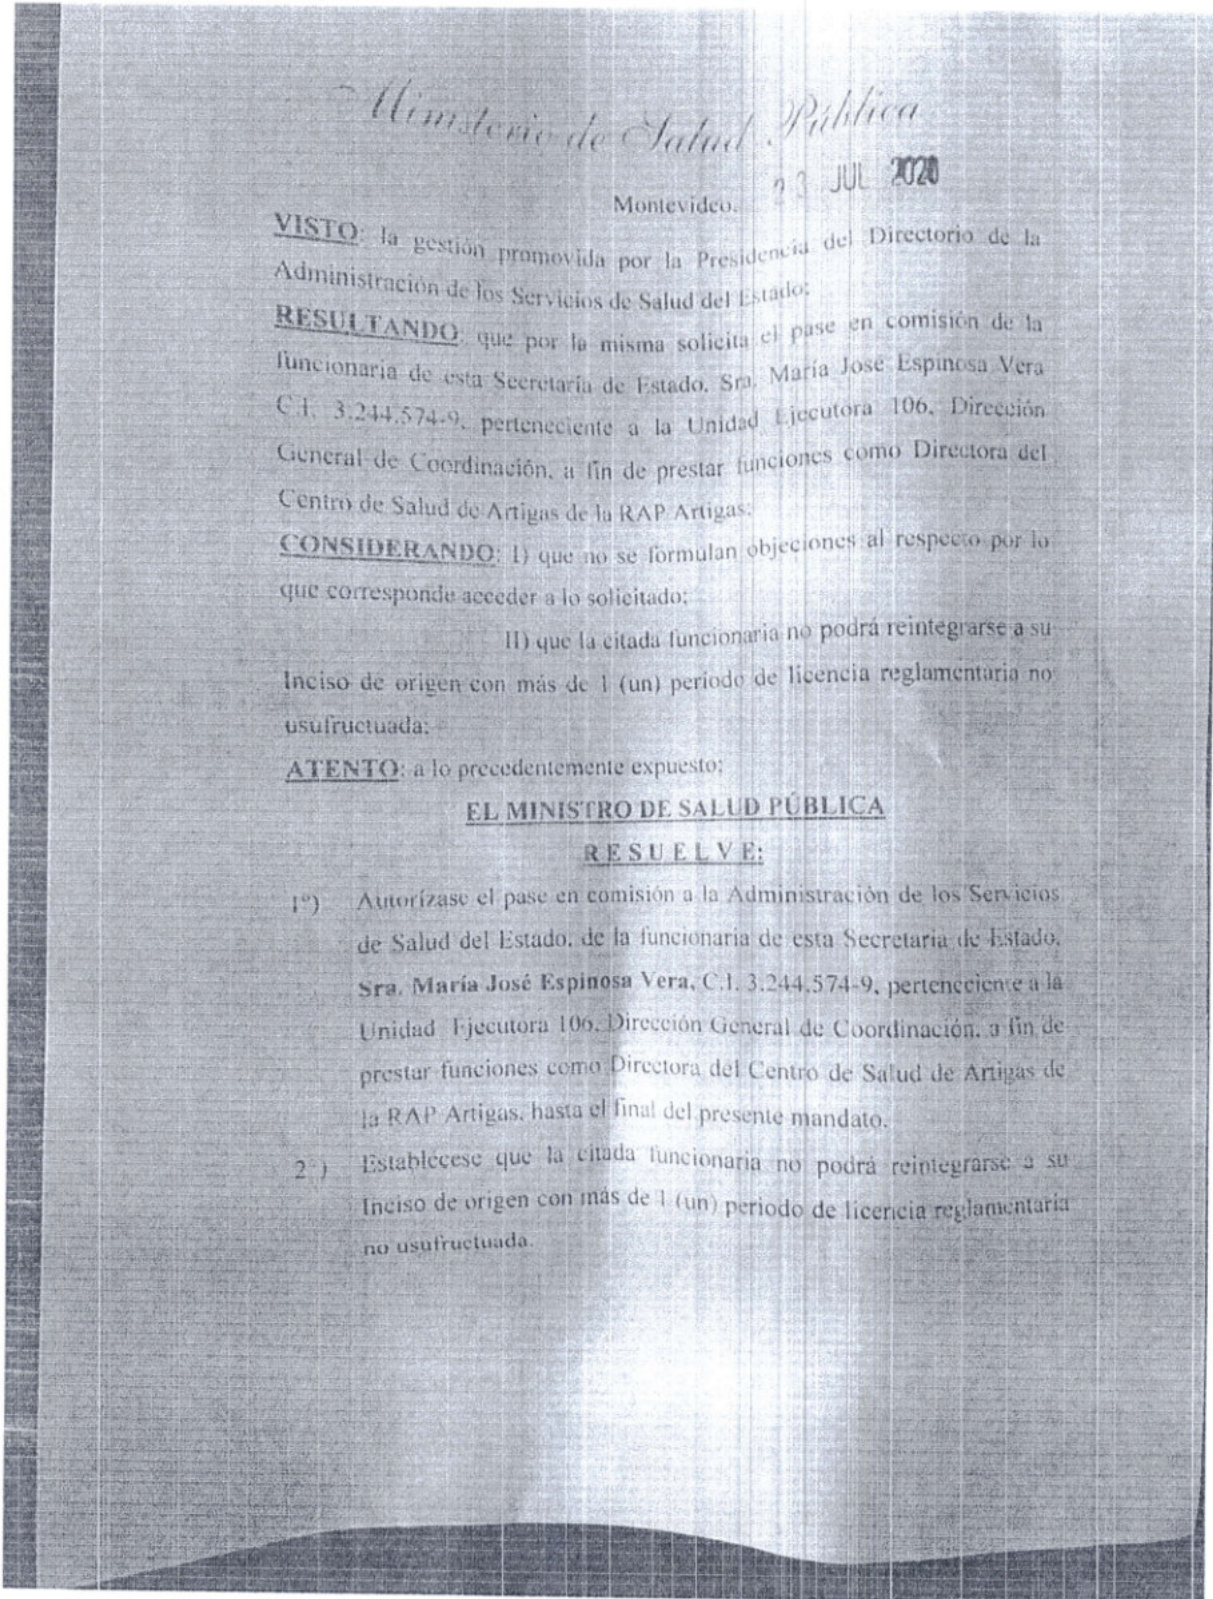 Ministerio de Salud Pública
23 JUL 2020
Montevideo,
VISTO: la gestión promovida por la Presidencia del Directorio de la
Administración de los Servicios de Salud del Estado;
RESULTANDO: que por la misma solicita el pase en comisión de la
funcionaria de esta Secretaría de Estado, Sra. María José Espinosa Vera
C.I. 3.244.574-9, perteneciente a la Unidad Ejecutora 106, Dirección
General de Coordinación, a fin de prestar funciones como Directora del
Centro de Salud de Artigas de la RAP Artigas;
CONSIDERANDO: I) que no se formulan objeciones al respecto por lo
que corresponde acceder a lo solicitado;
II) que la citada funcionaria no podrá reintegrarse a su
Inciso de origen con más de 1 (un) periodo de licencia reglamentaria no
usufructuada;
ATENTO: a lo precedentemente expuesto;
EL MINISTRO DE SALUD PÚBLICA
R E S U E L V E:
1º) Autorízase el pase en comisión a la Administración de los Servicios
de Salud del Estado, de la funcionaria de esta Secretaria de Estado,
Sra. María José Espinosa Vera, C.I. 3.244.574-9, perteneciente a la
Unidad Ejecutora 106, Dirección General de Coordinación, a fin de
prestar funciones como Directora del Centro de Salud de Artigas de
la RAP Artigas, hasta el final del presente mandato.
2º) Establécese que la citada funcionaria no podrá reintegrarse a su
Inciso de origen con más de 1 (un) periodo de licencia reglamentaria
no usufructuada.